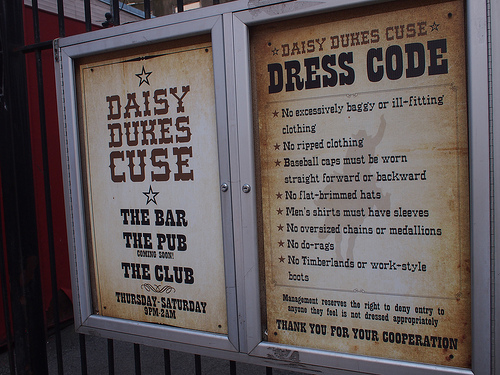 DAISY
DUKES
CUSE
THE BAR
THE PUB
COMING SOON!
THE CLUB
THURSDAY-SATURDAY
9PM-2AM
DAISY DUKES CUSE
DRESS CODE
No excessively baggy or ill-fitting
clothing
No ripped clothing
Baseball caps must be worn
straight forward or backward
No flat-brimmed hats
Men's shirts must have sleeves
No oversized chains or medallions
No do-rags
No Timberlands or work-style
boots
Management reserves the right to deny entry to
anyone they feel is not dressed appropriately
THANK YOU FOR YOUR COOPERATION